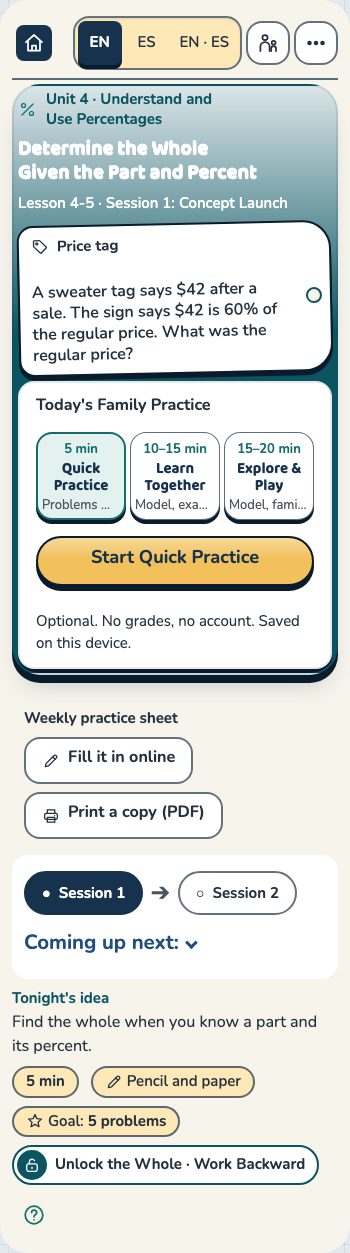 EN ES EN · ES
Unit 4 · Understand and
Use Percentages
Determine the Whole
Given the Part and Percent
Lesson 4-5 · Session 1: Concept Launch
Price tag
A sweater tag says $42 after a
sale. The sign says $42 is 60% of
the regular price. What was the
regular price?
Today's Family Practice
5 min
Quick
Practice
Problems ...
10–15 min
Learn
Together
Model, exa...
15–20 min
Explore &
Play
Model, fami...
Start Quick Practice
Optional. No grades, no account. Saved
on this device.
Weekly practice sheet
Fill it in online
Print a copy (PDF)
Session 1
Session 2
Coming up next:
Tonight's idea
Find the whole when you know a part and
its percent.
5 min
Pencil and paper
Goal: 5 problems
Unlock the Whole · Work Backward